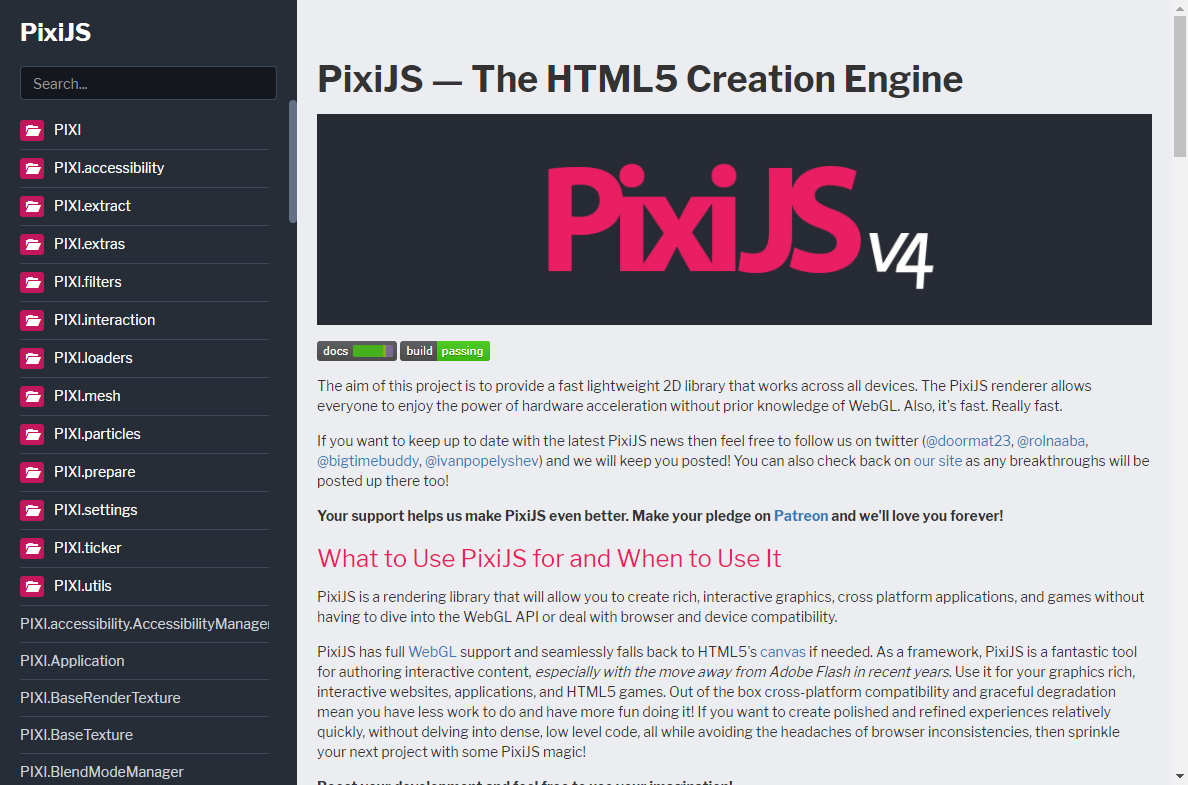 PixiJS
Search...
PIXI
PIXI.accessibility
PIXI.extract
PIXI.extras
PIXI.filters
PIXI.interaction
PIXI.loaders
PIXI.mesh
PIXI.particles
PIXI.prepare
PIXI.settings
PIXI.ticker
PIXI.utils
PIXI.accessibility.AccessibilityManager
PIXI.Application
PIXI.BaseRenderTexture
PIXI.BaseTexture
PIXI.BlendModeManager
PixiJS — The HTML5 Creation Engine
PixiJS v4
docs build passing
The aim of this project is to provide a fast lightweight 2D library that works across all devices. The PixiJS renderer allows
everyone to enjoy the power of hardware acceleration without prior knowledge of WebGL. Also, it's fast. Really fast.
If you want to keep up to date with the latest PixiJS news then feel free to follow us on twitter (@doormat23, @rolnaaba,
@bigtimebuddy, @ivanpopelyshev) and we will keep you posted! You can also check back on our site as any breakthroughs will be
posted up there too!
Your support helps us make PixiJS even better. Make your pledge on Patreon and we'll love you forever!
What to Use PixiJS for and When to Use It
PixiJS is a rendering library that will allow you to create rich, interactive graphics, cross platform applications, and games without
having to dive into the WebGL API or deal with browser and device compatibility.
PixiJS has full WebGL support and seamlessly falls back to HTML5's canvas if needed. As a framework, PixiJS is a fantastic tool
for authoring interactive content, especially with the move away from Adobe Flash in recent years. Use it for your graphics rich,
interactive websites, applications, and HTML5 games. Out of the box cross-platform compatibility and graceful degradation
mean you have less work to do and have more fun doing it! If you want to create polished and refined experiences relatively
quickly, without delving into dense, low level code, all while avoiding the headaches of browser inconsistencies, then sprinkle
your next project with some PixiJS magic!
Boost your development and feel free to use your imagination!